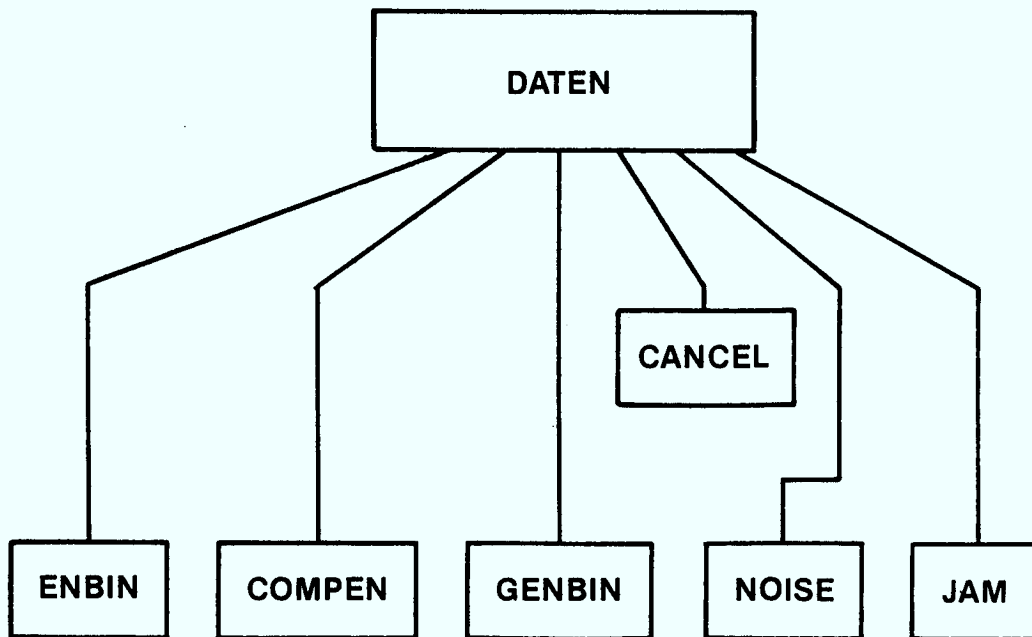 DATEN
CANCEL
ENBIN
COMPEN
GENBIN
NOISE
JAM